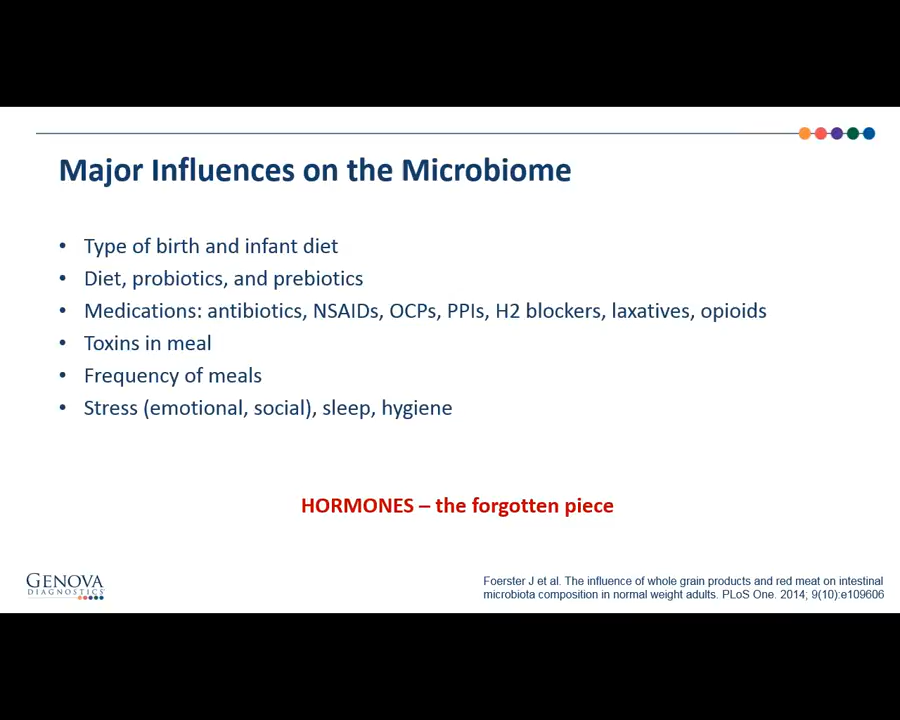 Major Influences on the Microbiome
• Type of birth and infant diet
• Diet, probiotics, and prebiotics
• Medications: antibiotics, NSAIDs, OCPs, PPIs, H2 blockers, laxatives, opioids
• Toxins in meal
• Frequency of meals
• Stress (emotional, social), sleep, hygiene
HORMONES – the forgotten piece
GENOVA
DIAGNOSTICS
Foerster J et al. The influence of whole grain products and red meat on intestinal
microbiota composition in normal weight adults. PLoS One. 2014; 9(10):e109606